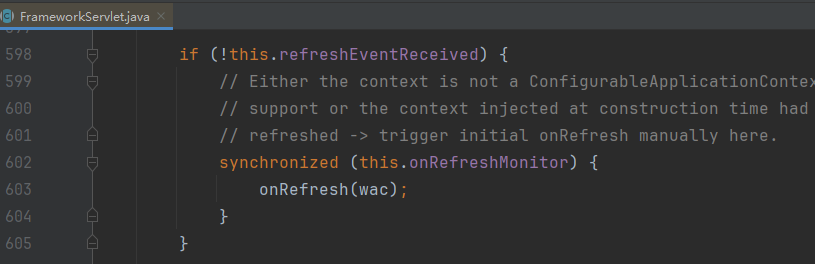 FrameworkServlet.java
598 if (!this.refreshEventReceived) {
599 // Either the context is not a ConfigurableApplicationContex
600 // support or the context injected at construction time had
601 // refreshed -> trigger initial onRefresh manually here.
602 synchronized (this.onRefreshMonitor) {
603 onRefresh(wac);
604 }
605 }